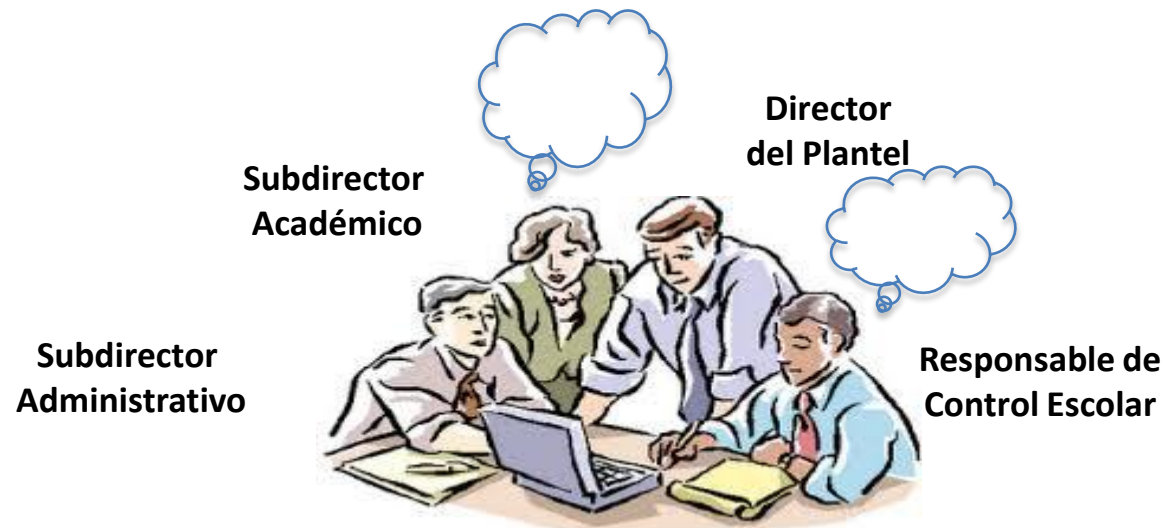 Director
del Plantel
Subdirector
Académico
Subdirector
Administrativo
Responsable de
Control Escolar